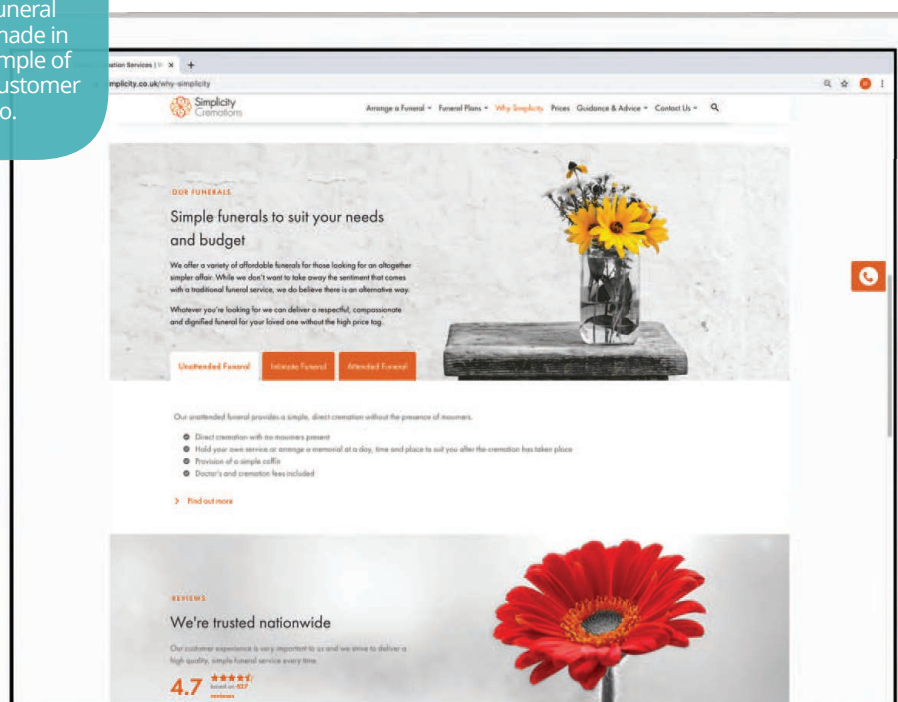 uneral
made in
mple of
ustomer
o.
ation Services |
mplicity.co.uk/why-simplicity
Simplicity
Cremations
Arrange a Funeral Funeral Plans Why Simplicity Prices Guidance & Advice Contact Us
OUR FUNERALS
Simple funerals to suit your needs
and budget
We offer a variety of affordable funerals for those looking for an altogether
simpler affair. While we don't want to take away the sentiment that comes
with a traditional funeral service, we do believe there is an alternative way.
Whatever you're looking for we can deliver a respectful, compassionate
and dignified funeral for your loved one without the high price tag.
Unattended Funeral Intimate Funeral Attended Funeral
Our unattended funeral provides a simple, direct cremation without the presence of mourners.
Direct cremation with no mourners present
Hold your own service or arrange a memorial at a day, time and place to suit you after the cremation has taken place
Provision of a simple coffin
Doctor's and cremation fees included
Find out more
REVIEWS
We're trusted nationwide
Our customer experience is very important to us and we strive to deliver a
high quality, simple funeral service every time
4.7 based on 827
reviews